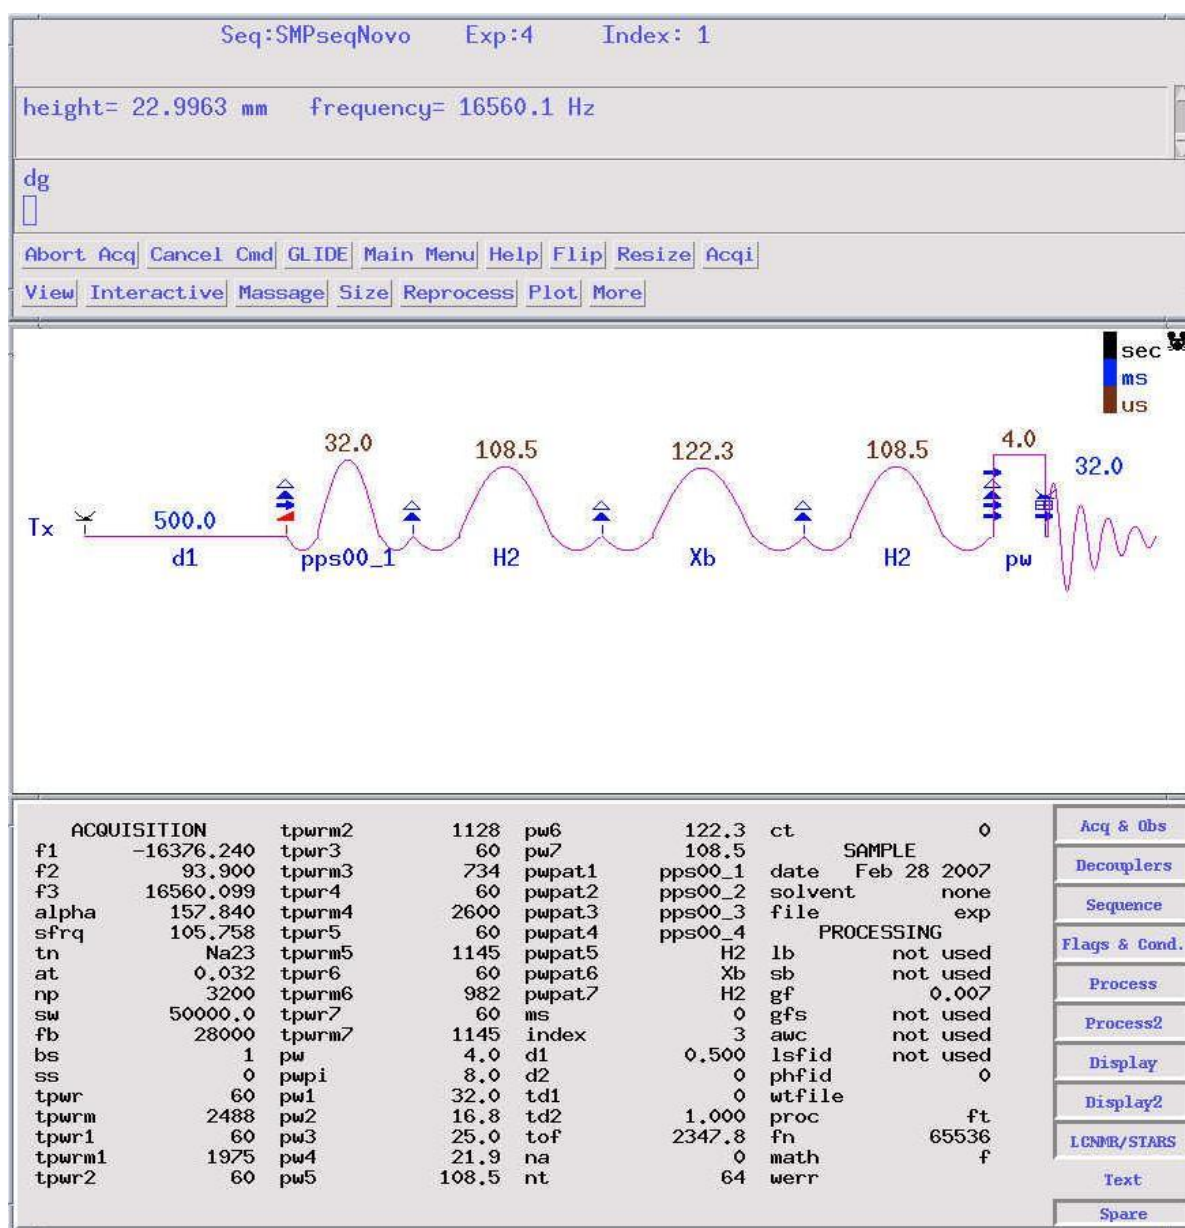 Seq:SMPseqNovo Exp:4 Index: 1
height= 22.9963 mm frequency= 16560.1 Hz
dg
Abort Acq Cancel Cmd GLIDE Main Menu Help Flip Resize Acqi
View Interactive Massage Size Reprocess Plot More
sec
ms
us
32.0 108.5 122.3 108.5 4.0 32.0
Tx 500.0
d1 pps00_1 H2 Xb H2 pw
ACQUISITION tpwrm2 1128 pw6 122.3 ct 0
f1 -16376.240 tpwr3 60 pw7 108.5 SAMPLE
f2 93.900 tpwrm3 734 pwpat1 pps00_1 date Feb 28 2007
f3 16560.099 tpwr4 60 pwpat2 pps00_2 solvent none
alpha 157.840 tpwrm4 2600 pwpat3 pps00_3 file exp
sfrq 105.758 tpwr5 60 pwpat4 pps00_4 PROCESSING
tn Na23 tpwrm5 1145 pwpat5 H2 lb not used
at 0.032 tpwr6 60 pwpat6 Xb sb not used
np 3200 tpwrm6 982 pwpat7 H2 gf 0.007
sw 50000.0 tpwr7 60 ms 0 gfs not used
fb 28000 tpwrm7 1145 index 3 awc not used
bs 1 pw 4.0 d1 0.500 lsfid not used
ss 0 pwpi 8.0 d2 0 phfid 0
tpwr 60 pw1 32.0 td1 0 wtfile
tpwrm 2488 pw2 16.8 td2 1.000 proc ft
tpwr1 60 pw3 25.0 tof 2347.8 fn 65536
tpwrm1 1975 pw4 21.9 na 0 math f
tpwr2 60 pw5 108.5 nt 64 werr
Acq & Obs
Decouplers
Sequence
Flags & Cond.
Process
Process2
Display
Display2
LCNMR/STARS
Text
Spare